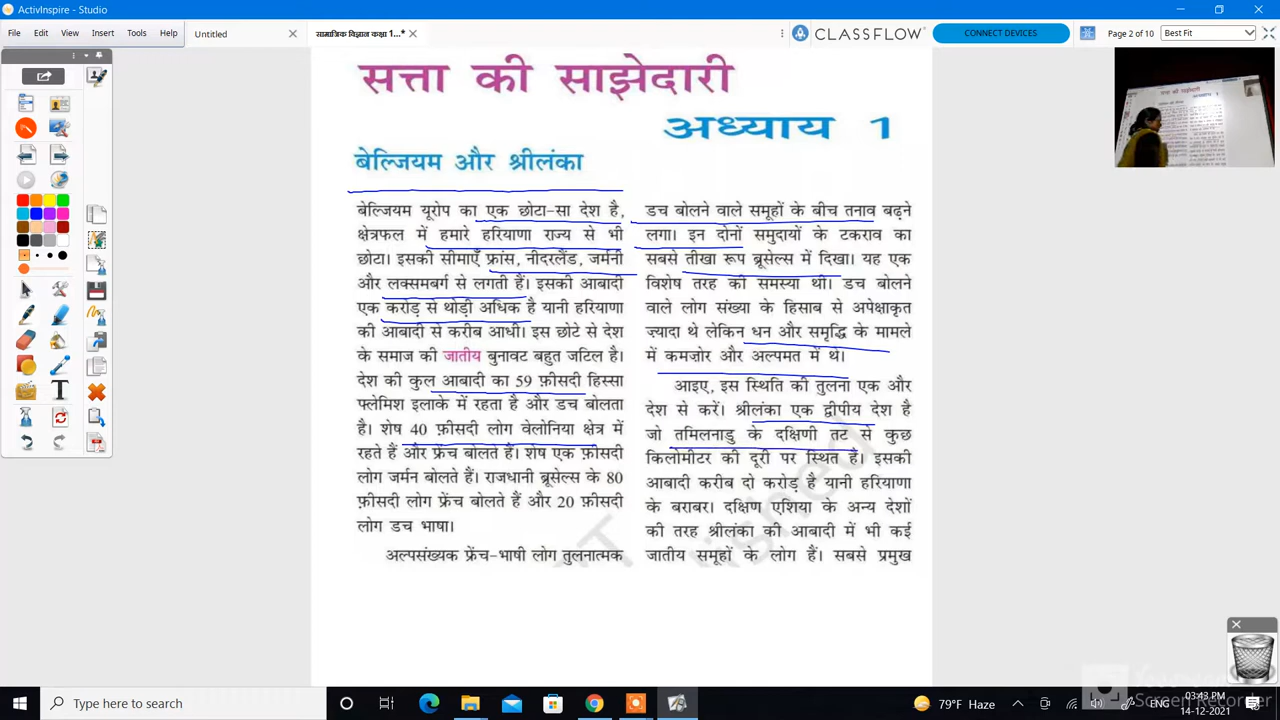 ActivInspire - Studio
File Edit View Insert Tools Help
Untitled
सामाजिक विज्ञान कक्षा 1...*
CLASSFLOW
CONNECT DEVICES
Page 2 of 10
Best Fit
सत्ता की साझेदारी
अध्याय 1
बेल्जियम और श्रीलंका
बेल्जियम यूरोप का एक छोटा-सा देश है,
क्षेत्रफल में हमारे हरियाणा राज्य से भी
छोटा। इसकी सीमाएँ फ्रांस, नीदरलैंड, जर्मनी
और लक्समबर्ग से लगती हैं। इसकी आबादी
एक करोड़ से थोड़ी अधिक है यानी हरियाणा
की आबादी से करीब आधी। इस छोटे से देश
के समाज की जातीय बुनावट बहुत जटिल है।
देश की कुल आबादी का 59 फ़ीसदी हिस्सा
फ्लेमिश इलाके में रहता है और डच बोलता
है। शेष 40 फ़ीसदी लोग वेलोनिया क्षेत्र में
रहते हैं और फ्रेंच बोलते हैं। शेष एक फ़ीसदी
लोग जर्मन बोलते हैं। राजधानी ब्रूसेल्स के 80
फ़ीसदी लोग फ्रेंच बोलते हैं और 20 फ़ीसदी
लोग डच भाषा।
अल्पसंख्यक फ्रेंच-भाषी लोग तुलनात्मक
डच बोलने वाले समूहों के बीच तनाव बढ़ने
लगा। इन दोनों समुदायों के टकराव का
सबसे तीखा रूप ब्रूसेल्स में दिखा। यह एक
विशेष तरह की समस्या थी। डच बोलने
वाले लोग संख्या के हिसाब से अपेक्षाकृत
ज़्यादा थे लेकिन धन और समृद्धि के मामले
में कमज़ोर और अल्पमत में थे।
आइए, इस स्थिति की तुलना एक और
देश से करें। श्रीलंका एक द्वीपीय देश है
जो तमिलनाडु के दक्षिणी तट से कुछ
किलोमीटर की दूरी पर स्थित है। इसकी
आबादी करीब दो करोड़ है यानी हरियाणा
के बराबर। दक्षिण एशिया के अन्य देशों
की तरह श्रीलंका की आबादी में भी कई
जातीय समूहों के लोग हैं। सबसे प्रमुख
Type here to search
79°F Haze
ENG
03:43 PM
14-12-2021